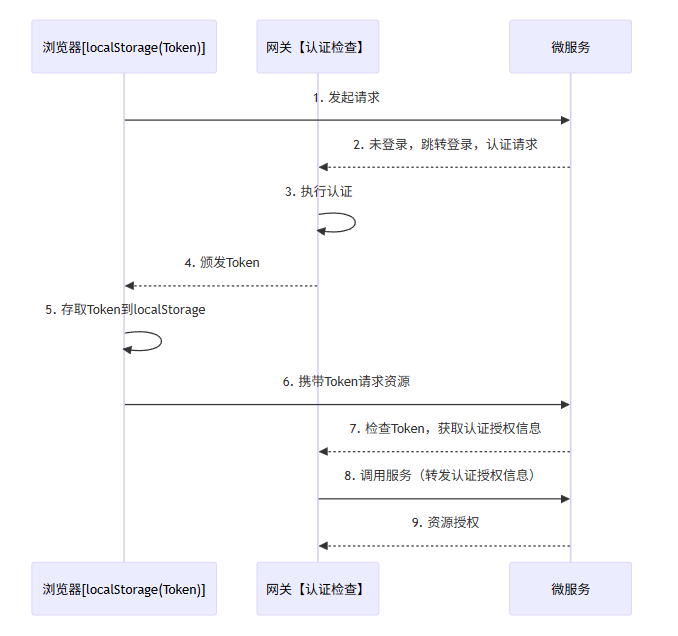 浏览器[localStorage(Token)]
网关【认证检查】
微服务
1. 发起请求
2. 未登录，跳转登录，认证请求
3. 执行认证
4. 颁发Token
5. 存取Token到localStorage
6. 携带Token请求资源
7. 检查Token，获取认证授权信息
8. 调用服务（转发认证授权信息）
9. 资源授权
浏览器[localStorage(Token)]
网关【认证检查】
微服务